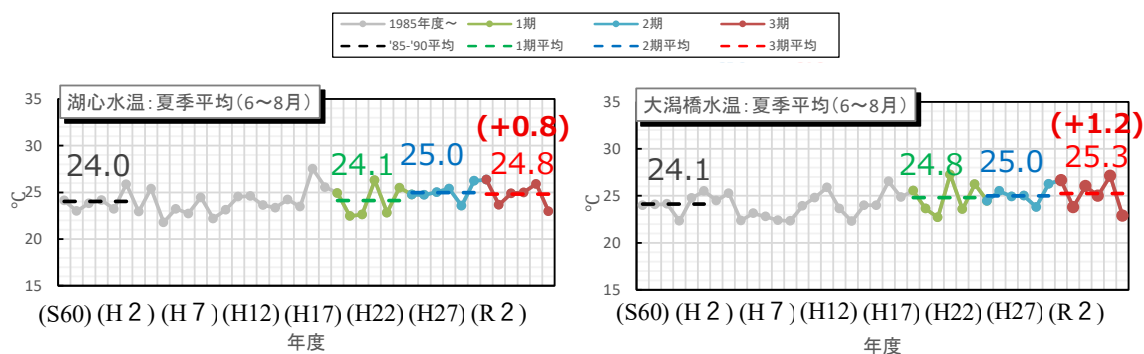 1985年度～ 1期 2期 3期
'85-'90平均 1期平均 2期平均 3期平均
湖心水温：夏季平均（6～8月）
35
30
25
20
15
℃
24.0
24.1
25.0
(+0.8)
24.8
(S60) (H２) (H７) (H12) (H17) (H22) (H27) (R２)
年度
大潟橋水温：夏季平均（6～8月）
35
30
25
20
15
℃
24.1
24.8
25.0
(+1.2)
25.3
(S60) (H２) (H７) (H12) (H17) (H22) (H27) (R２)
年度